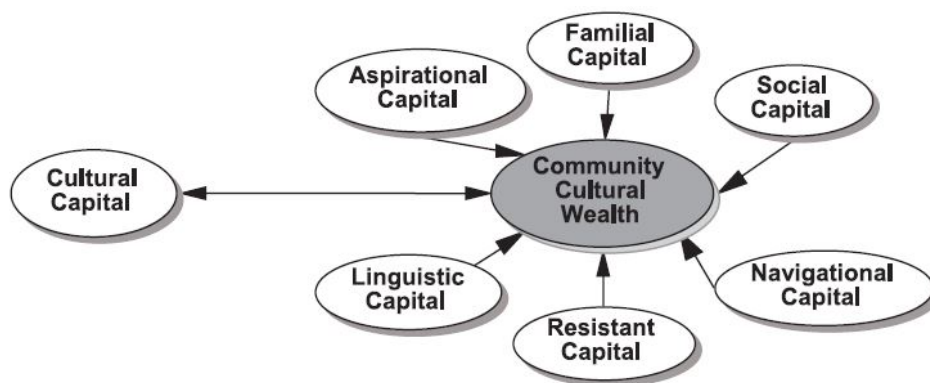 Familial
Capital
Aspirational
Capital
Social
Capital
Community
Cultural
Wealth
Cultural
Capital
Linguistic
Capital
Navigational
Capital
Resistant
Capital